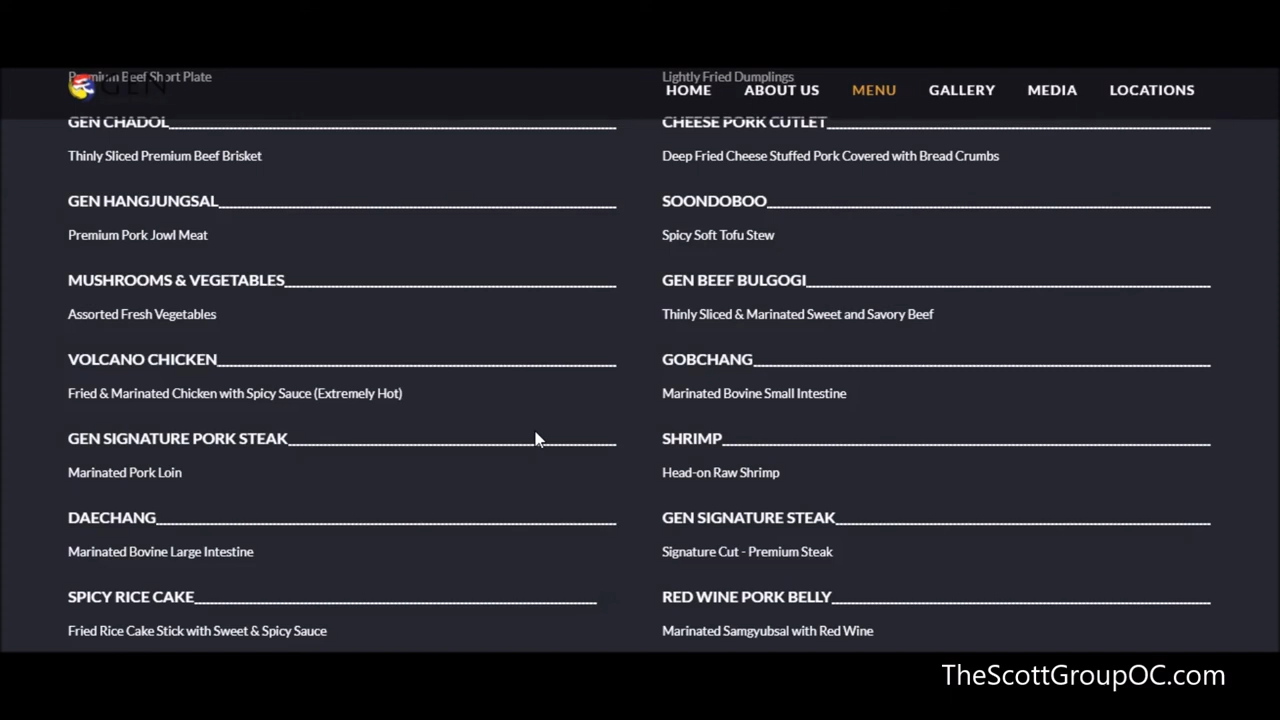 Premium Beef Short Plate
Lightly Fried Dumplings
GEN
HOME
ABOUT US
MENU
GALLERY
MEDIA
LOCATIONS
GEN CHADOL
Thinly Sliced Premium Beef Brisket
GEN HANGJUNGSAL
Premium Pork Jowl Meat
MUSHROOMS & VEGETABLES
Assorted Fresh Vegetables
VOLCANO CHICKEN
Fried & Marinated Chicken with Spicy Sauce (Extremely Hot)
GEN SIGNATURE PORK STEAK
Marinated Pork Loin
DAECHANG
Marinated Bovine Large Intestine
SPICY RICE CAKE
Fried Rice Cake Stick with Sweet & Spicy Sauce
CHEESE PORK CUTLET
Deep Fried Cheese Stuffed Pork Covered with Bread Crumbs
SOONDOBOO
Spicy Soft Tofu Stew
GEN BEEF BULGOGI
Thinly Sliced & Marinated Sweet and Savory Beef
GOBCHANG
Marinated Bovine Small Intestine
SHRIMP
Head-on Raw Shrimp
GEN SIGNATURE STEAK
Signature Cut - Premium Steak
RED WINE PORK BELLY
Marinated Samgyubsal with Red Wine
TheScottGroupOC.com